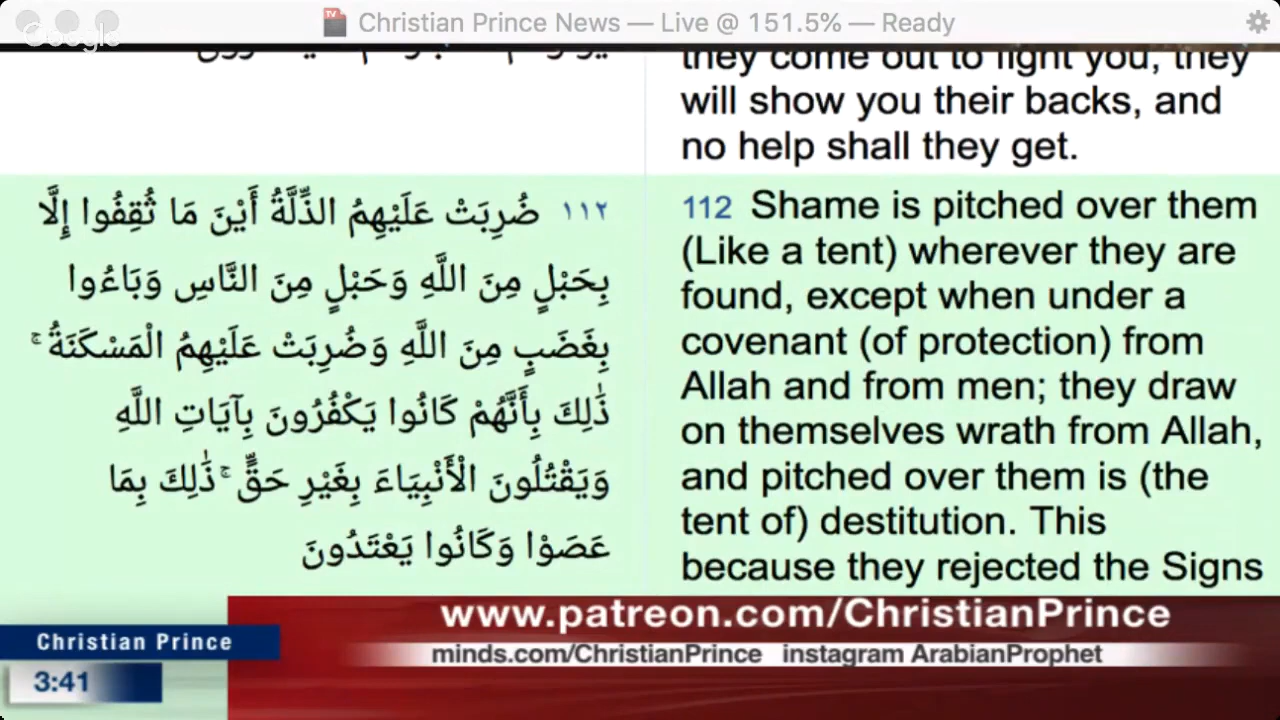 Christian Prince News — Live @ 151.5% — Ready
Google
they come out to fight you, they
will show you their backs, and
no help shall they get.
١١٢ ضُرِبَتْ عَلَيْهِمُ الذِّلَّةُ أَيْنَ مَا ثُقِفُوا إِلَّا
بِحَبْلٍ مِنَ اللَّهِ وَحَبْلٍ مِنَ النَّاسِ وَبَاءُوا
بِغَضَبٍ مِنَ اللَّهِ وَضُرِبَتْ عَلَيْهِمُ الْمَسْكَنَةُ ۚ
ذَٰلِكَ بِأَنَّهُمْ كَانُوا يَكْفُرُونَ بِآيَاتِ اللَّهِ
وَيَقْتُلُونَ الْأَنْبِيَاءَ بِغَيْرِ حَقٍّ ۚ ذَٰلِكَ بِمَا
عَصَوْا وَكَانُوا يَعْتَدُونَ
112 Shame is pitched over them
(Like a tent) wherever they are
found, except when under a
covenant (of protection) from
Allah and from men; they draw
on themselves wrath from Allah,
and pitched over them is (the
tent of) destitution. This
because they rejected the Signs
www.patreon.com/ChristianPrince
Christian Prince
minds.com/ChristianPrince instagram ArabianProphet
3:41